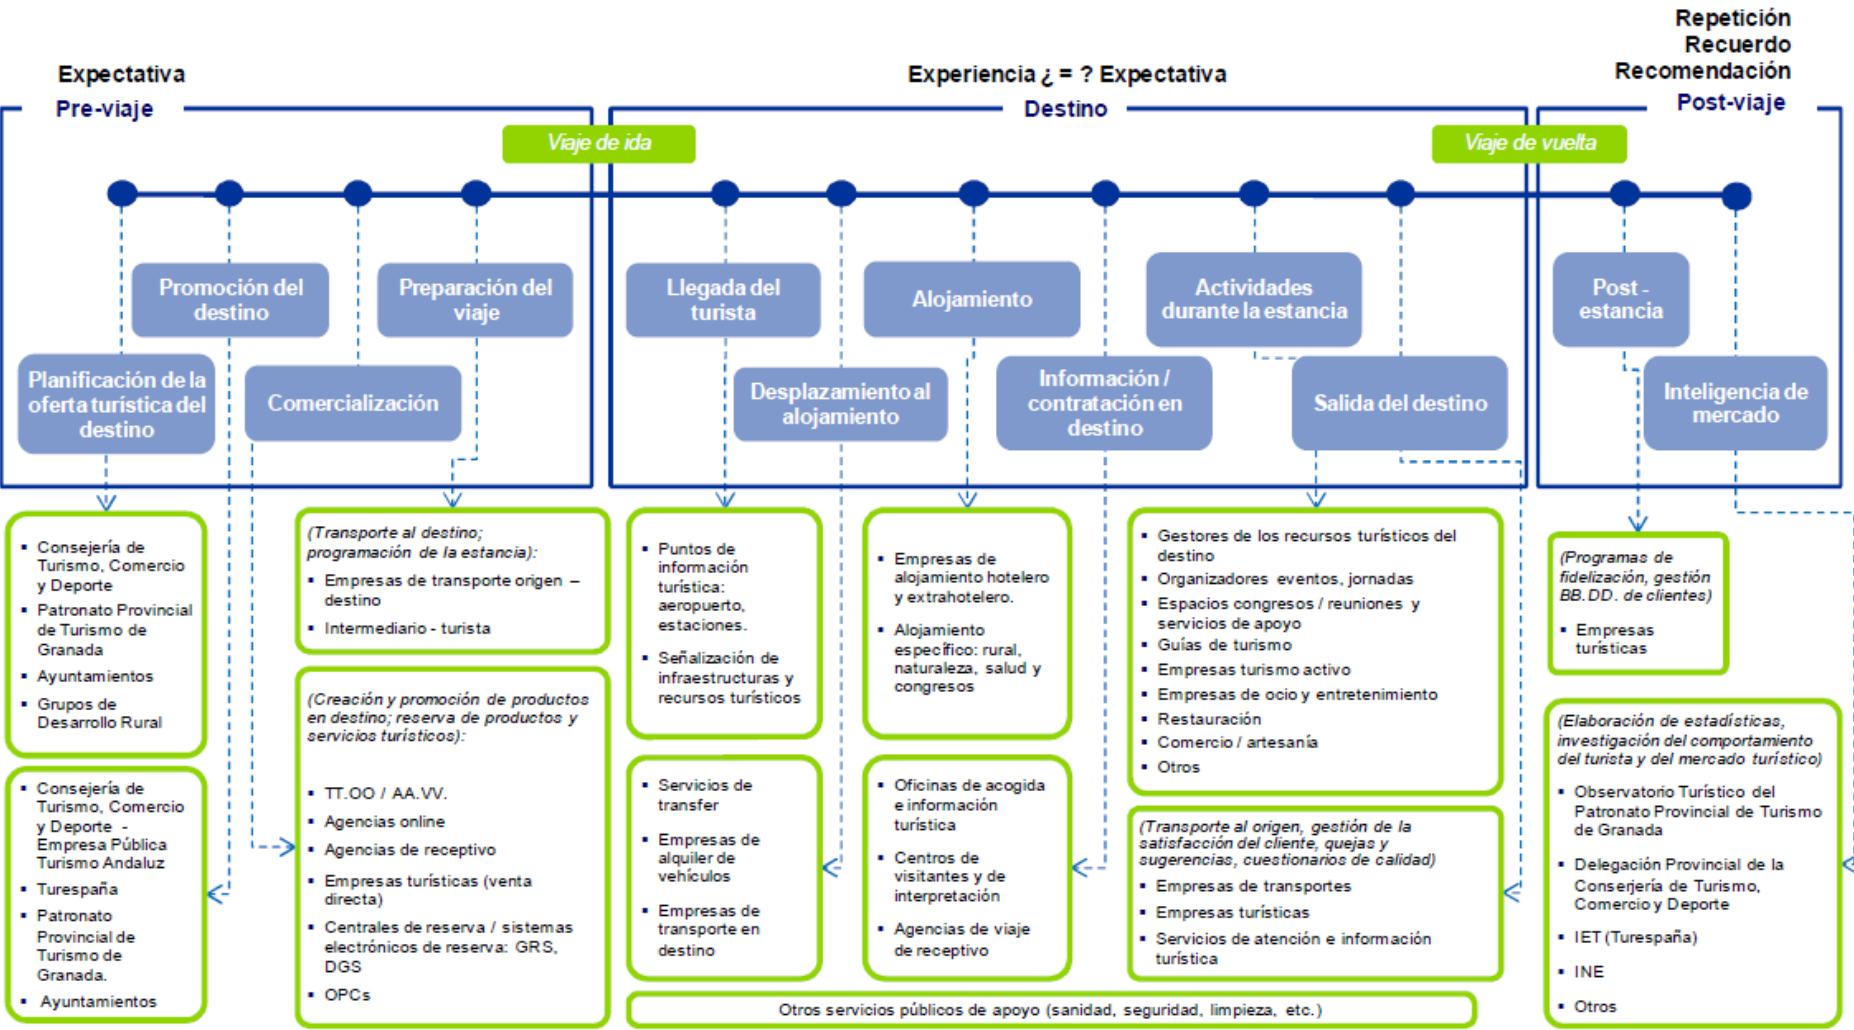 Repetición
Recuerdo
Recomendación
Expectativa
Experiencia ¿ = ? Expectativa
Pre-viaje
Destino
Post-viaje
Viaje de ida
Viaje de vuelta
Promoción del
destino
Preparación del
viaje
Llegada del
turista
Alojamiento
Actividades
durante la estancia
Post -
estancia
Planificación de la
oferta turística del
destino
Comercialización
Desplazamiento al
alojamiento
Información /
contratación en
destino
Salida del destino
Inteligencia de
mercado
▪ Consejería de
Turismo, Comercio
y Deporte
▪ Patronato Provincial
de Turismo de
Granada
▪ Ayuntamientos
▪ Grupos de
Desarrollo Rural
▪ Consejería de
Turismo, Comercio
y Deporte -
Empresa Pública
Turismo Andaluz
▪ Turespaña
▪ Patronato
Provincial de
Turismo de
Granada.
▪ Ayuntamientos
(Transporte al destino;
programación de la estancia):
▪ Empresas de transporte origen –
destino
▪ Intermediario - turista
(Creación y promoción de productos
en destino; reserva de productos y
servicios turísticos):
▪ TT.OO / AA.VV.
▪ Agencias online
▪ Agencias de receptivo
▪ Empresas turísticas (venta
directa)
▪ Centrales de reserva / sistemas
electrónicos de reserva: GRS,
DGS
▪ OPCs
▪ Puntos de
información
turística:
aeropuerto,
estaciones.
▪ Señalización de
infraestructuras y
recursos turísticos
▪ Servicios de
transfer
▪ Empresas de
alquiler de
vehículos
▪ Empresas de
transporte en
destino
▪ Empresas de
alojamiento hotelero
y extrahotelero.
▪ Alojamiento
específico: rural,
naturaleza, salud y
congresos
▪ Oficinas de acogida
e información
turística
▪ Centros de
visitantes y de
interpretación
▪ Agencias de viaje
de receptivo
▪ Gestores de los recursos turísticos del
destino
▪ Organizadores eventos, jornadas
▪ Espacios congresos / reuniones y
servicios de apoyo
▪ Guías de turismo
▪ Empresas turismo activo
▪ Empresas de ocio y entretenimiento
▪ Restauración
▪ Comercio / artesanía
▪ Otros
(Transporte al origen, gestión de la
satisfacción del cliente, quejas y
sugerencias, cuestionarios de calidad)
▪ Empresas de transportes
▪ Empresas turísticas
▪ Servicios de atención e información
turística
Otros servicios públicos de apoyo (sanidad, seguridad, limpieza, etc.)
(Programas de
fidelización, gestión
BB.DD. de clientes)
▪ Empresas
turísticas
(Elaboración de estadísticas,
investigación del comportamiento
del turista y del mercado turístico)
▪ Observatorio Turístico del
Patronato Provincial de Turismo
de Granada
▪ Delegación Provincial de la
Conserjería de Turismo,
Comercio y Deporte
▪ IET (Turespaña)
▪ INE
▪ Otros